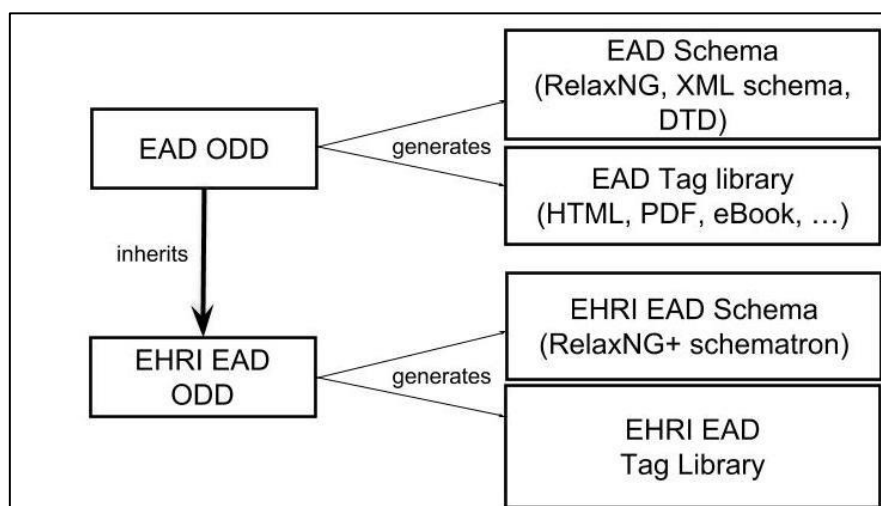 EAD ODD
generates
EAD Schema
(RelaxNG, XML schema,
DTD)
EAD Tag library
(HTML, PDF, eBook, …)
inherits
EHRI EAD
ODD
generates
EHRI EAD Schema
(RelaxNG+ schematron)
EHRI EAD
Tag Library